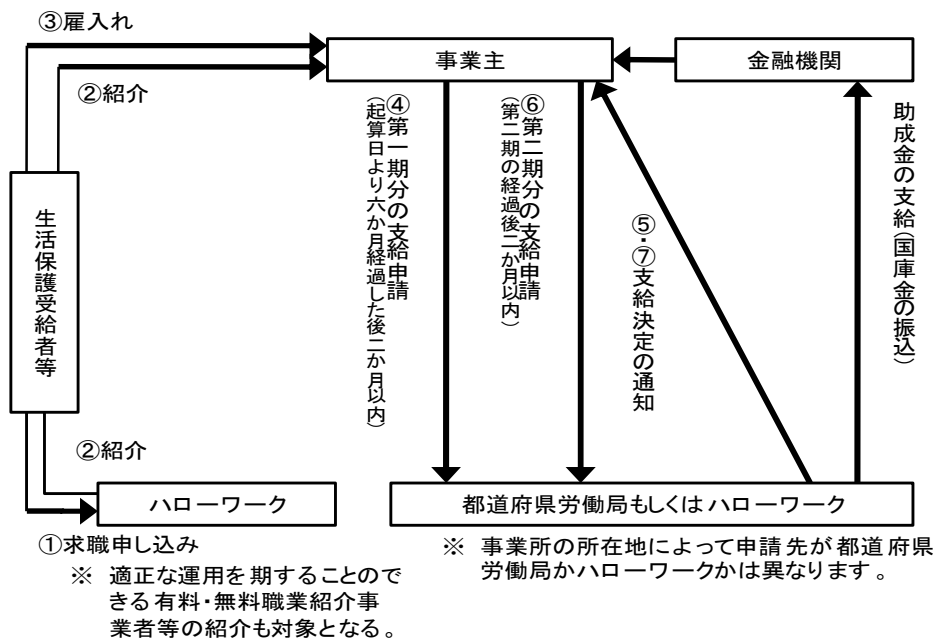 ③雇入れ
事業主
金融機関
②紹介
④第一期分の支給申請
(起算日より六か月経過した後二か月以内)
⑥第二期分の支給申請
(第二期の経過後二か月以内)
⑤・⑦支給決定の通知
助成金の支給(国庫金の振込)
生活保護受給者等
②紹介
ハローワーク
都道府県労働局もしくはハローワーク
①求職申し込み
※ 適正な運用を期することので
きる有料・無料職業紹介事
業者等の紹介も対象となる。
※ 事業所の所在地によって申請先が都道府県
労働局かハローワークかは異なります。